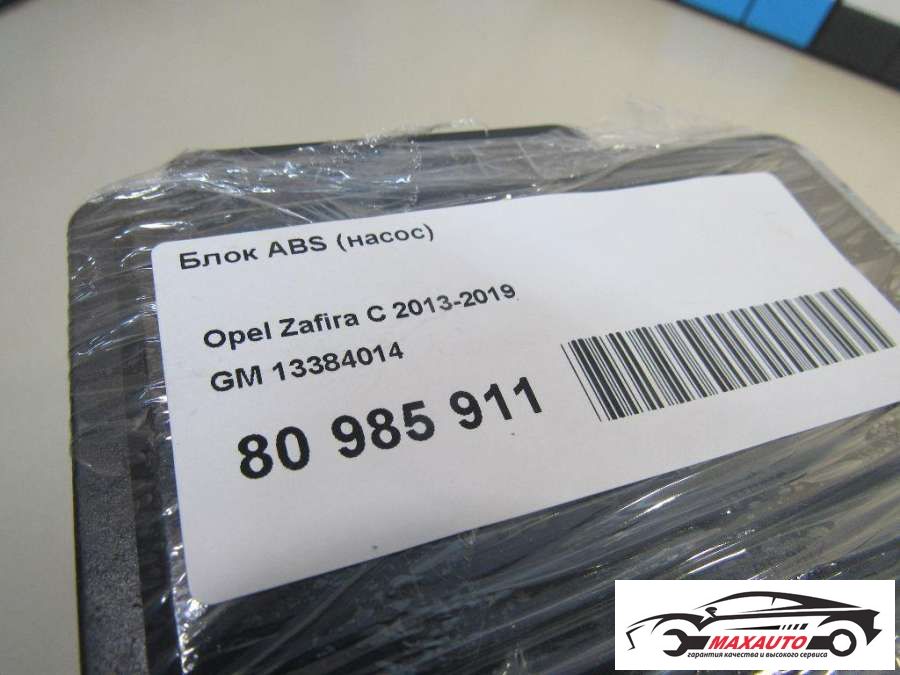 Блок ABS (насос)
Opel Zafira C 2013-2019
GM 13384014
80 985 911
MAXAUTO
гарантия качества и высокого сервиса